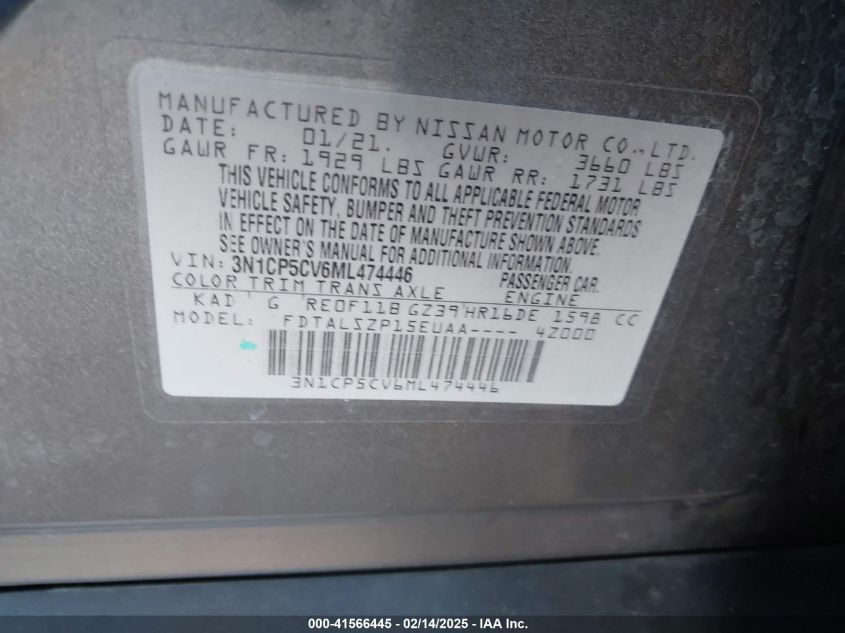 MANUFACTURED BY NISSAN MOTOR CO., LTD.
DATE: 01/21. GVWR: 3660 LBS
GAWR FR: 1929 LBS GAWR RR: 1731 LBS
THIS VEHICLE CONFORMS TO ALL APPLICABLE FEDERAL MOTOR
VEHICLE SAFETY, BUMPER AND THEFT PREVENTION STANDARDS
IN EFFECT ON THE DATE OF MANUFACTURE SHOWN ABOVE.
SEE OWNER'S MANUAL FOR ADDITIONAL INFORMATION.
VIN: 3N1CP5CV6ML474446 PASSENGER CAR.
COLOR TRIM TRANS AXLE ENGINE
KAD G RE0F11B GZ39 HR16DE 1598 CC
MODEL: FDTALSZP15EUAA---- 4Z000
3N1CP5CV6ML474446
000-41566445 - 02/14/2025 - IAA Inc.